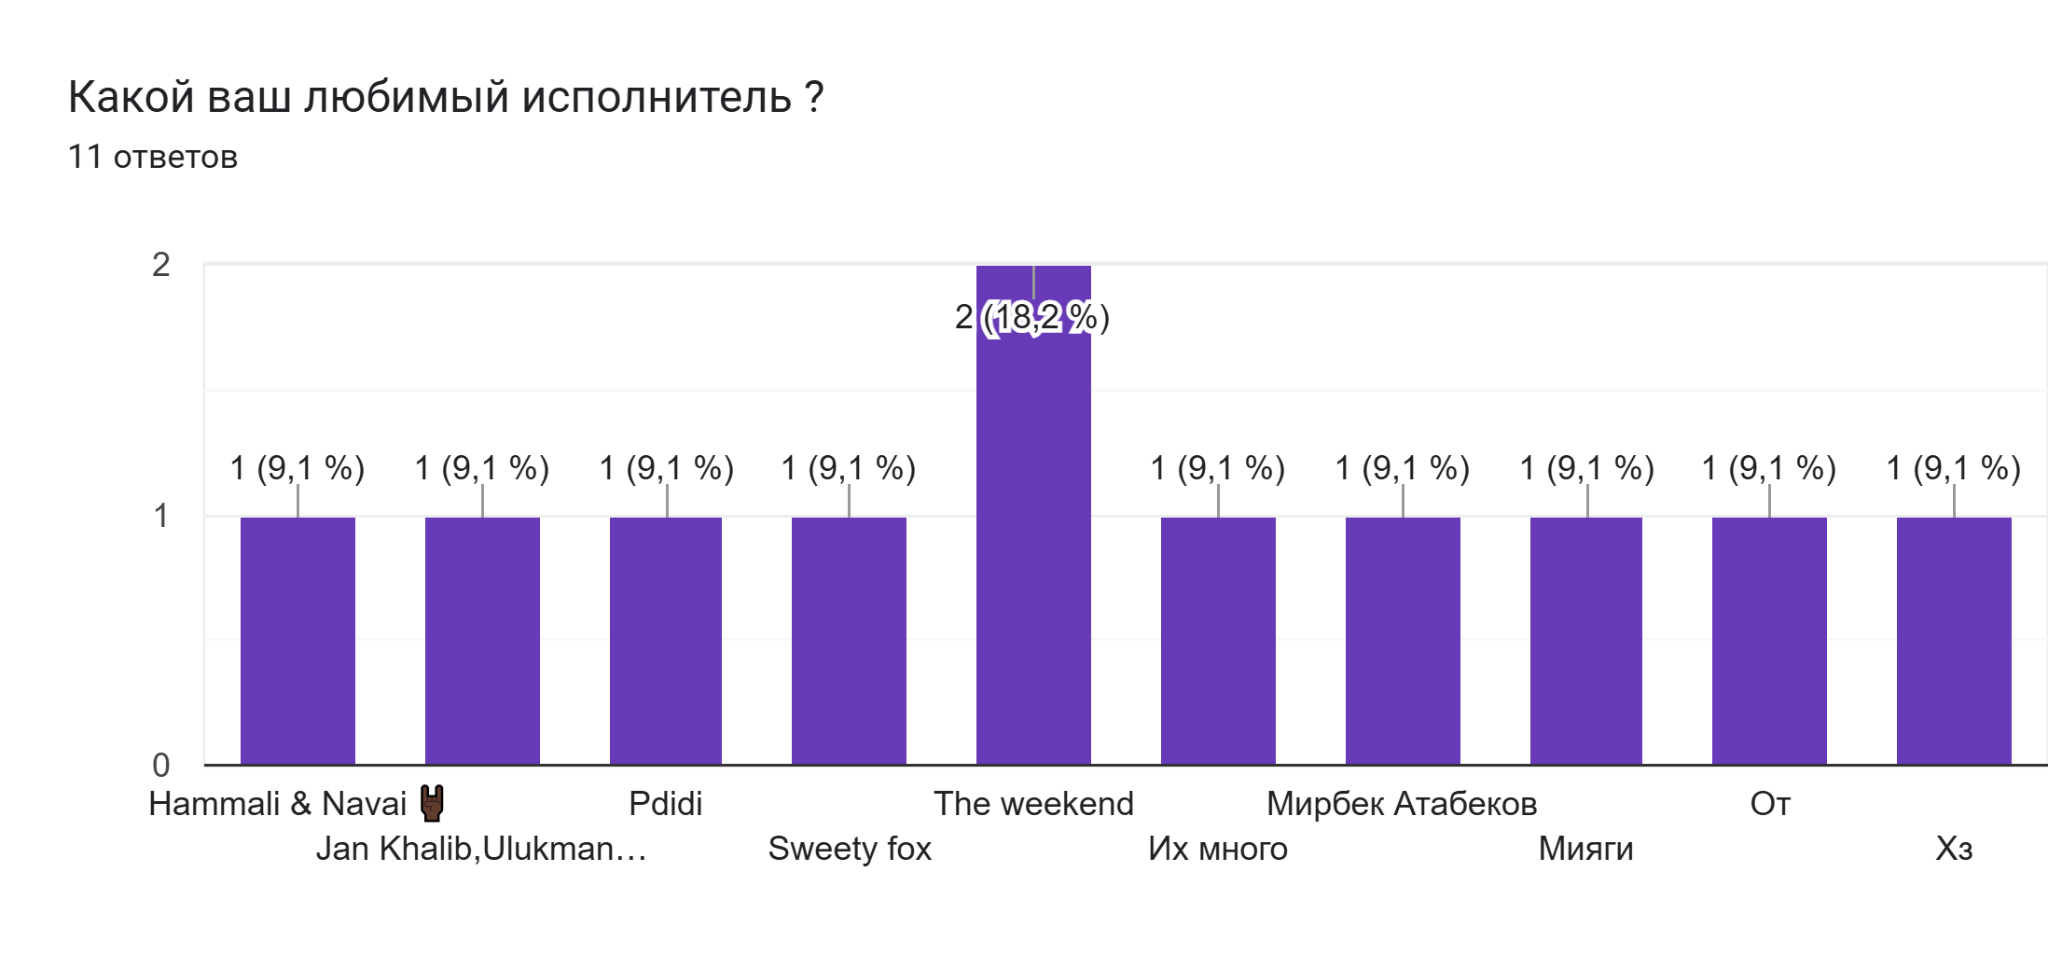 Какой ваш любимый исполнитель ?
11 ответов
2
2 (18,2 %)
1 (9,1 %) 1 (9,1 %) 1 (9,1 %) 1 (9,1 %) 1 (9,1 %) 1 (9,1 %) 1 (9,1 %) 1 (9,1 %) 1 (9,1 %)
1
0
Hammali & Navai 🤘🏿 Pdidi The weekend Мирбек Атабеков От
Jan Khalib,Ulukman… Sweety fox Их много Мияги Хз